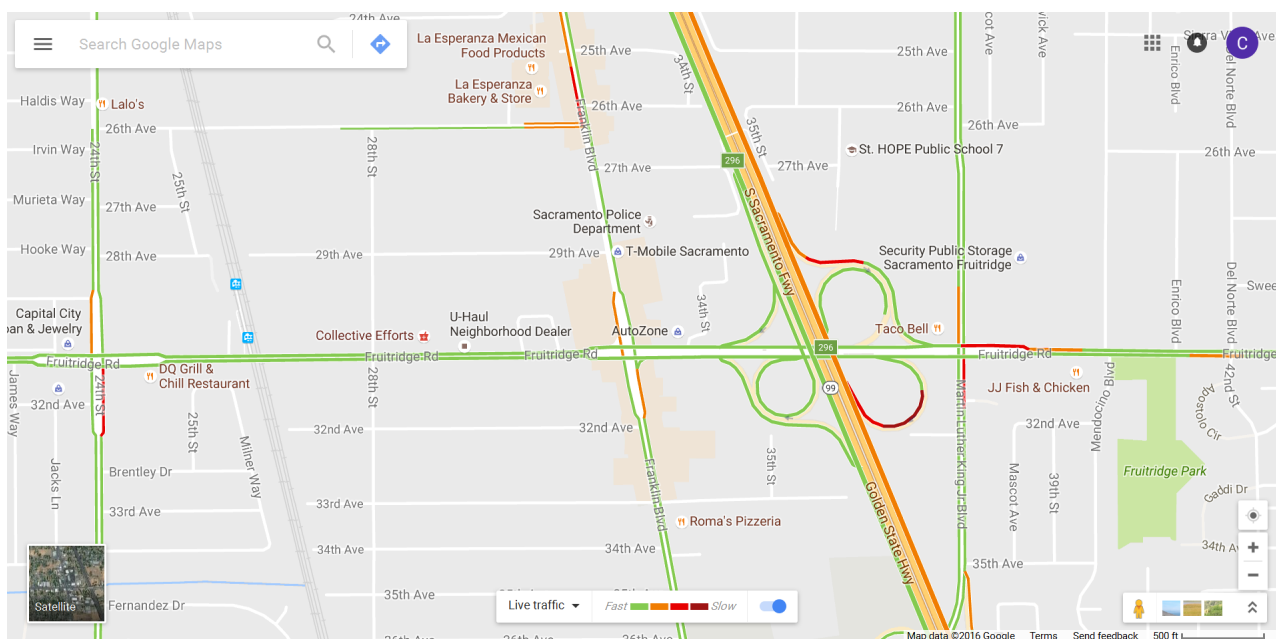 Search Google Maps
C
24th Ave
La Esperanza Mexican
Food Products
25th Ave
34th St
25th Ave
Enrico Blvd
Del Norte Blvd
La Esperanza
Bakery & Store
Haldis Way
Lalo's
26th Ave
26th Ave
Franklin Blvd
26th Ave
26th Ave
35th St
Irvin Way
24th St
28th St
296
St. HOPE Public School 7
26th Ave
27th Ave
27th Ave
25th St
Murieta Way
27th Ave
S Sacramento Fwy
Sacramento Police
Department
Hooke Way
28th Ave
29th Ave
29th Ave
T-Mobile Sacramento
Security Public Storage
Sacramento Fruitridge
Enrico Blvd
Del Norte Blvd
34th St
Capital City
oan & Jewelry
U-Haul
Neighborhood Dealer
Collective Efforts
AutoZone
Taco Bell
296
Fruitridge Rd
Fruitridge Rd
Fruitridge Rd
Fruitridge Rd
Fruitridge
DQ Grill &
Chill Restaurant
James Way
24th St
28th St
99
JJ Fish & Chicken
Mendocino Blvd
42nd St
Apostolo Cir
32nd Ave
25th St
32nd Ave
32nd Ave
32nd Ave
Martin Luther King Jr Blvd
Milner Way
Jacks Ln
Brentley Dr
35th St
Franklin Blvd
Mascot Ave
39th St
Fruitridge Park
Gaddi Dr
33rd Ave
33rd Ave
Golden State Hwy
Roma's Pizzeria
34th Ave
34th Ave
34th Ave
35th Ave
35th Ave
Satellite
Fernandez Dr
Live traffic
Fast
Slow
36th Ave
36th Ave
Map data ©2016 Google
Terms
Send feedback
500 ft